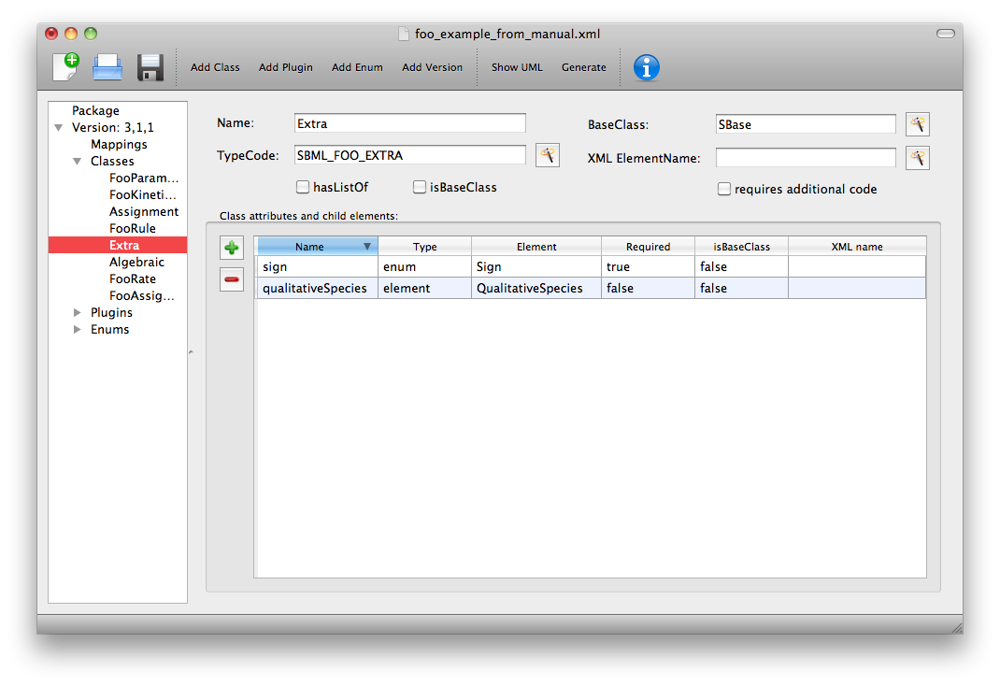 foo_example_from_manual.xml
Add Class Add Plugin Add Enum Add Version Show UML Generate
Package
Version: 3,1,1
Mappings
Classes
FooParam...
FooKineti...
Assignment
FooRule
Extra
Algebraic
FooRate
FooAssig...
Plugins
Enums
Name: Extra BaseClass: SBase
TypeCode: SBML_FOO_EXTRA XML ElementName:
hasListOf isBaseClass requires additional code
Class attributes and child elements:
Name Type Element Required isBaseClass XML name
sign enum Sign true false
qualitativeSpecies element QualitativeSpecies false false